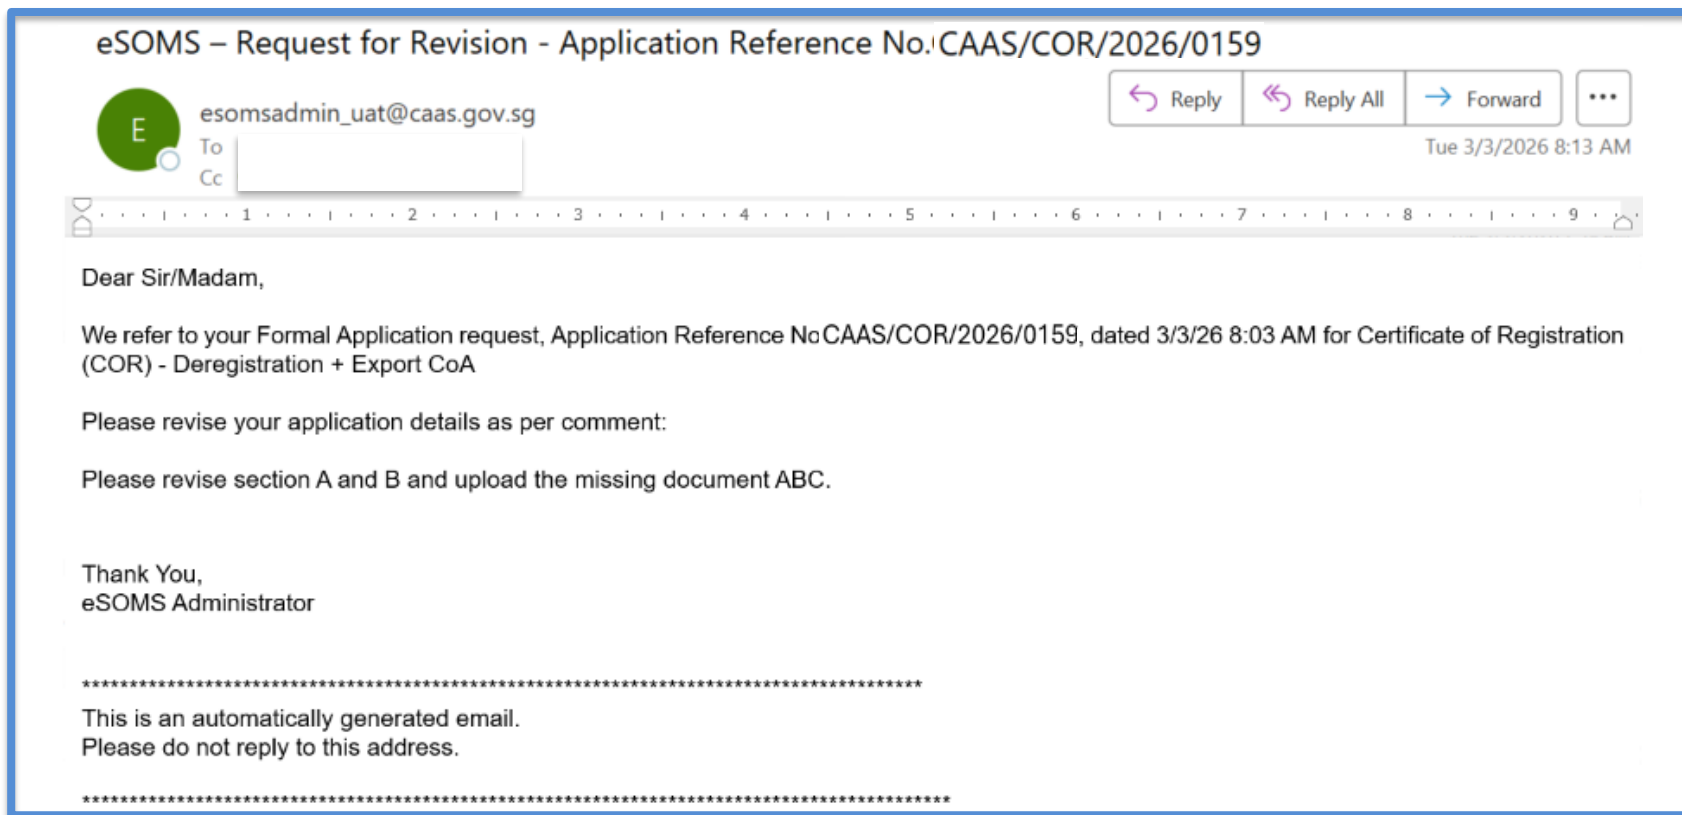 eSOMS – Request for Revision - Application Reference No. CAAS/COR/2026/0159
E
esomsadmin_uat@caas.gov.sg
To
Cc
Reply
Reply All
Forward
...
Tue 3/3/2026 8:13 AM
1 2 3 4 5 6 7 8 9
Dear Sir/Madam,
We refer to your Formal Application request, Application Reference No CAAS/COR/2026/0159, dated 3/3/26 8:03 AM for Certificate of Registration
(COR) - Deregistration + Export CoA
Please revise your application details as per comment:
Please revise section A and B and upload the missing document ABC.
Thank You,
eSOMS Administrator
******************************************************************************************
This is an automatically generated email.
Please do not reply to this address.
*********************************************************************************************